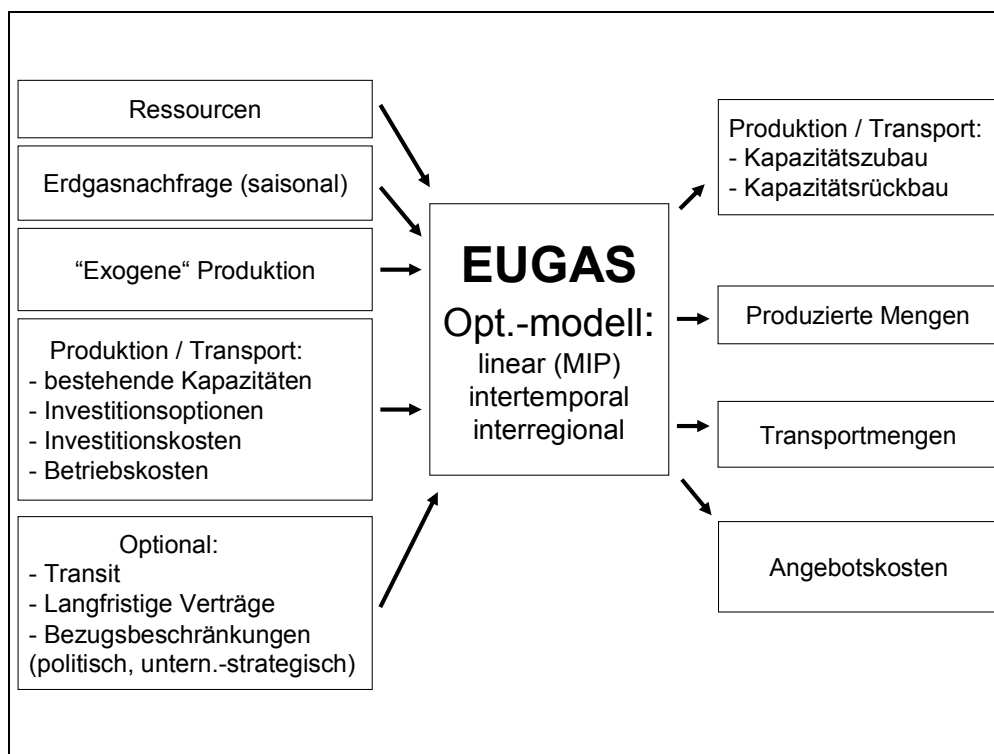 Ressourcen
Erdgasnachfrage (saisonal)
“Exogene“ Produktion
Produktion / Transport:
- bestehende Kapazitäten
- Investitionsoptionen
- Investitionskosten
- Betriebskosten
Optional:
- Transit
- Langfristige Verträge
- Bezugsbeschränkungen
(politisch, untern.-strategisch)
EUGAS
Opt.-modell:
linear (MIP)
intertemporal
interregional
Produktion / Transport:
- Kapazitätszubau
- Kapazitätsrückbau
Produzierte Mengen
Transportmengen
Angebotskosten